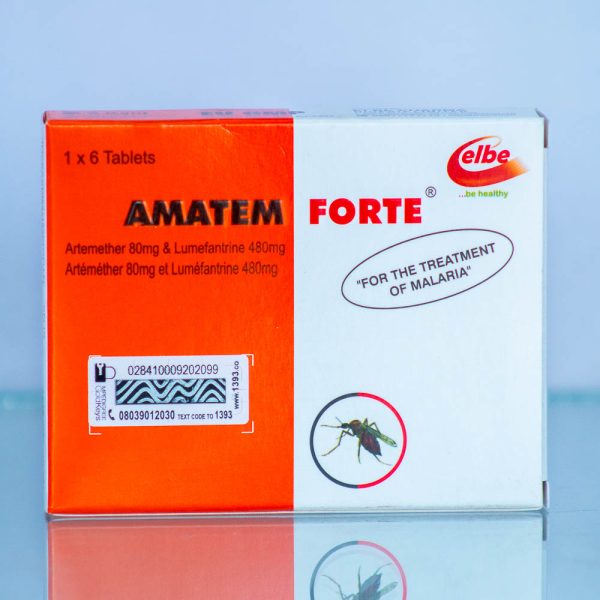 1 x 6 Tablets
elbe
...be healthy
AMATEM FORTE®
Artemether 80mg & Lumefantrine 480mg
Artéméther 80mg et Luméfantrine 480mg
"FOR THE TREATMENT
OF MALARIA"
028410009202099
08039012030 TEXT CODE TO 1393
www.1393.co